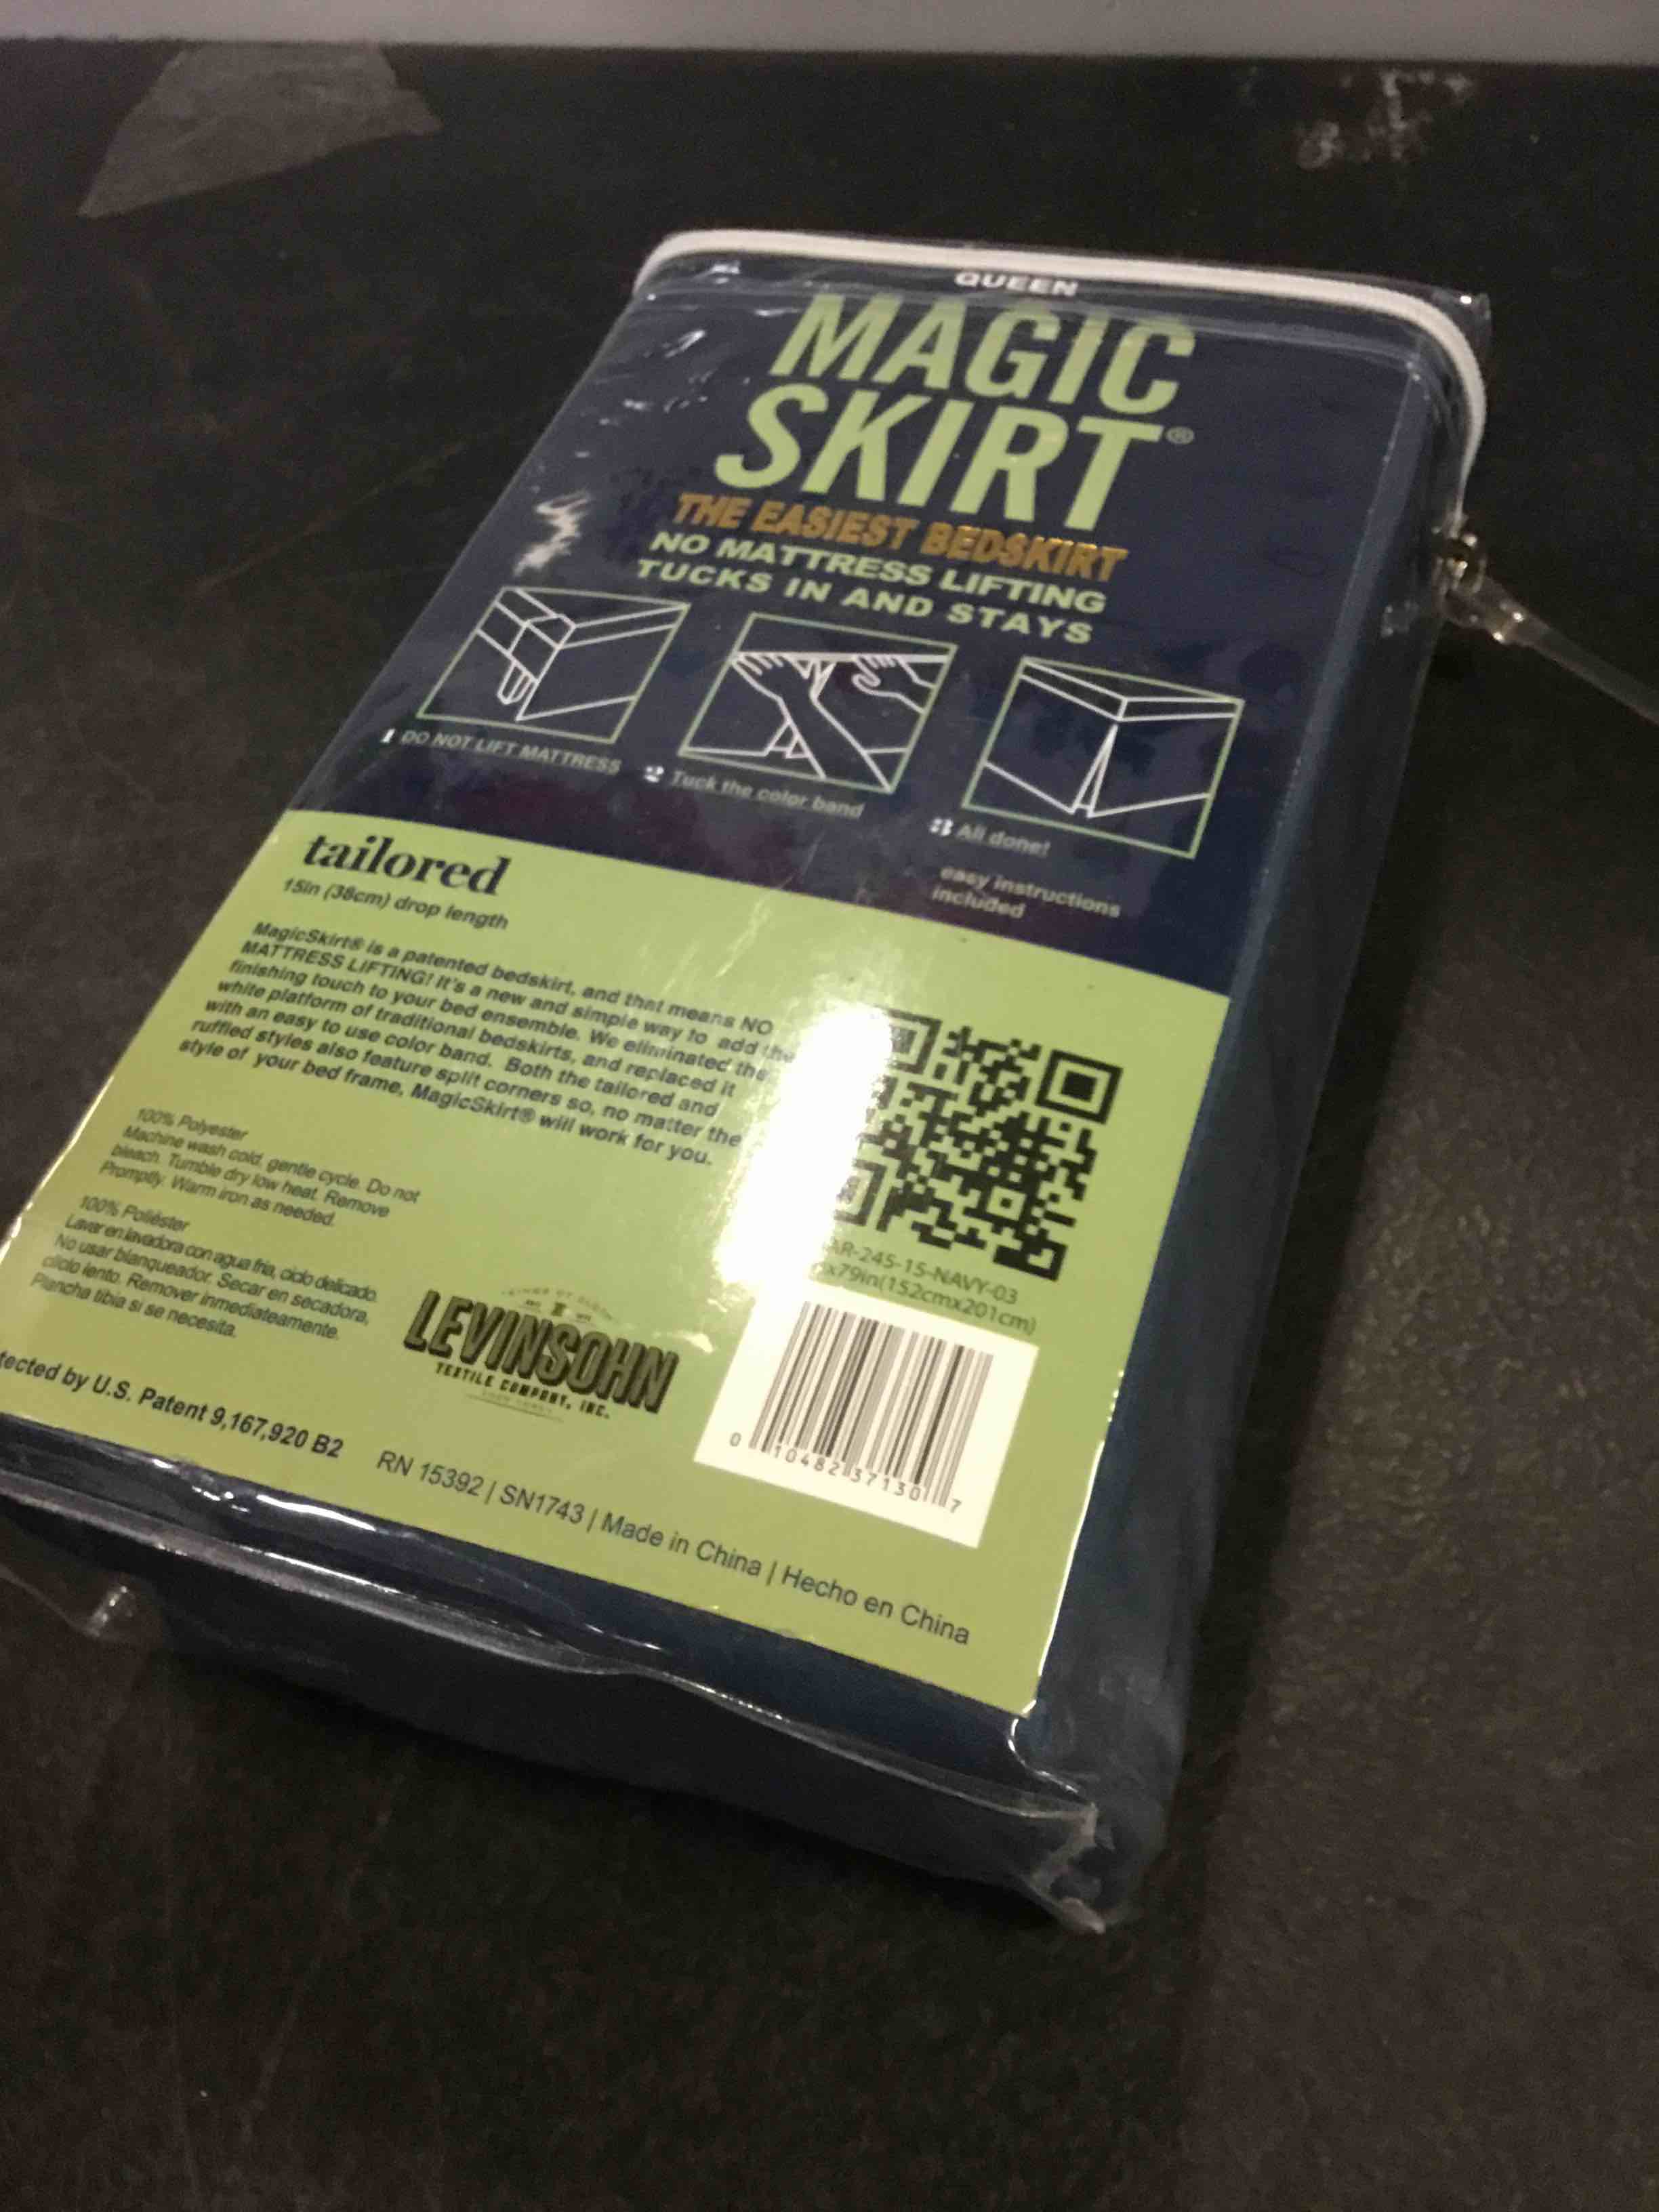 QUEEN
MAGIC
SKIRT®
THE EASIEST BEDSKIRT
NO MATTRESS LIFTING
TUCKS IN AND STAYS
1 DO NOT LIFT MATTRESS
2 Tuck the color band
3 All done!
easy instructions
included
tailored
15in (38cm) drop length
MagicSkirt® is a patented bedskirt, and that means NO
MATTRESS LIFTING! It's a new and simple way to add the
finishing touch to your bed ensemble. We eliminated the
white platform of traditional bedskirts, and replaced it
with an easy to use color band. Both the tailored and
ruffled styles also feature split corners so, no matter the
style of your bed frame, MagicSkirt® will work for you.
100% Polyester
Machine wash cold, gentle cycle. Do not
bleach. Tumble dry low heat. Remove
Promptly. Warm iron as needed.
100% Poliéster
Lavar en lavadora con agua fria, ciclo delicado.
No usar blanqueador. Secar en secadora,
ciliclo lento. Remover inmediateamente.
Plancha tibia si se necesita.
AR-245-15-NAVY-03
x79in(152cmx201cm)
LEVINSOHN
TEXTILE COMPANY, INC.
0 10482 37130 7
tected by U.S. Patent 9,167,920 B2
RN 15392 | SN1743 | Made in China | Hecho en China